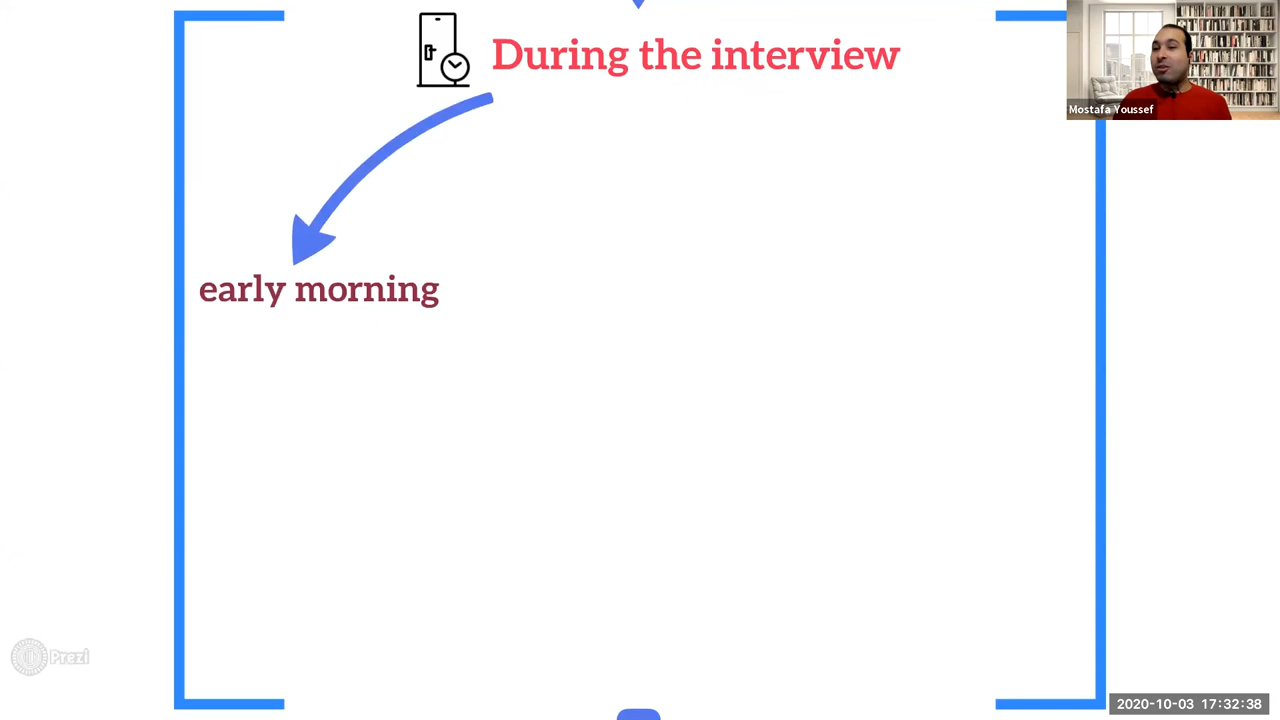 During the interview
Mostafa Youssef
early morning
Prezi
2020-10-03 17:32:38